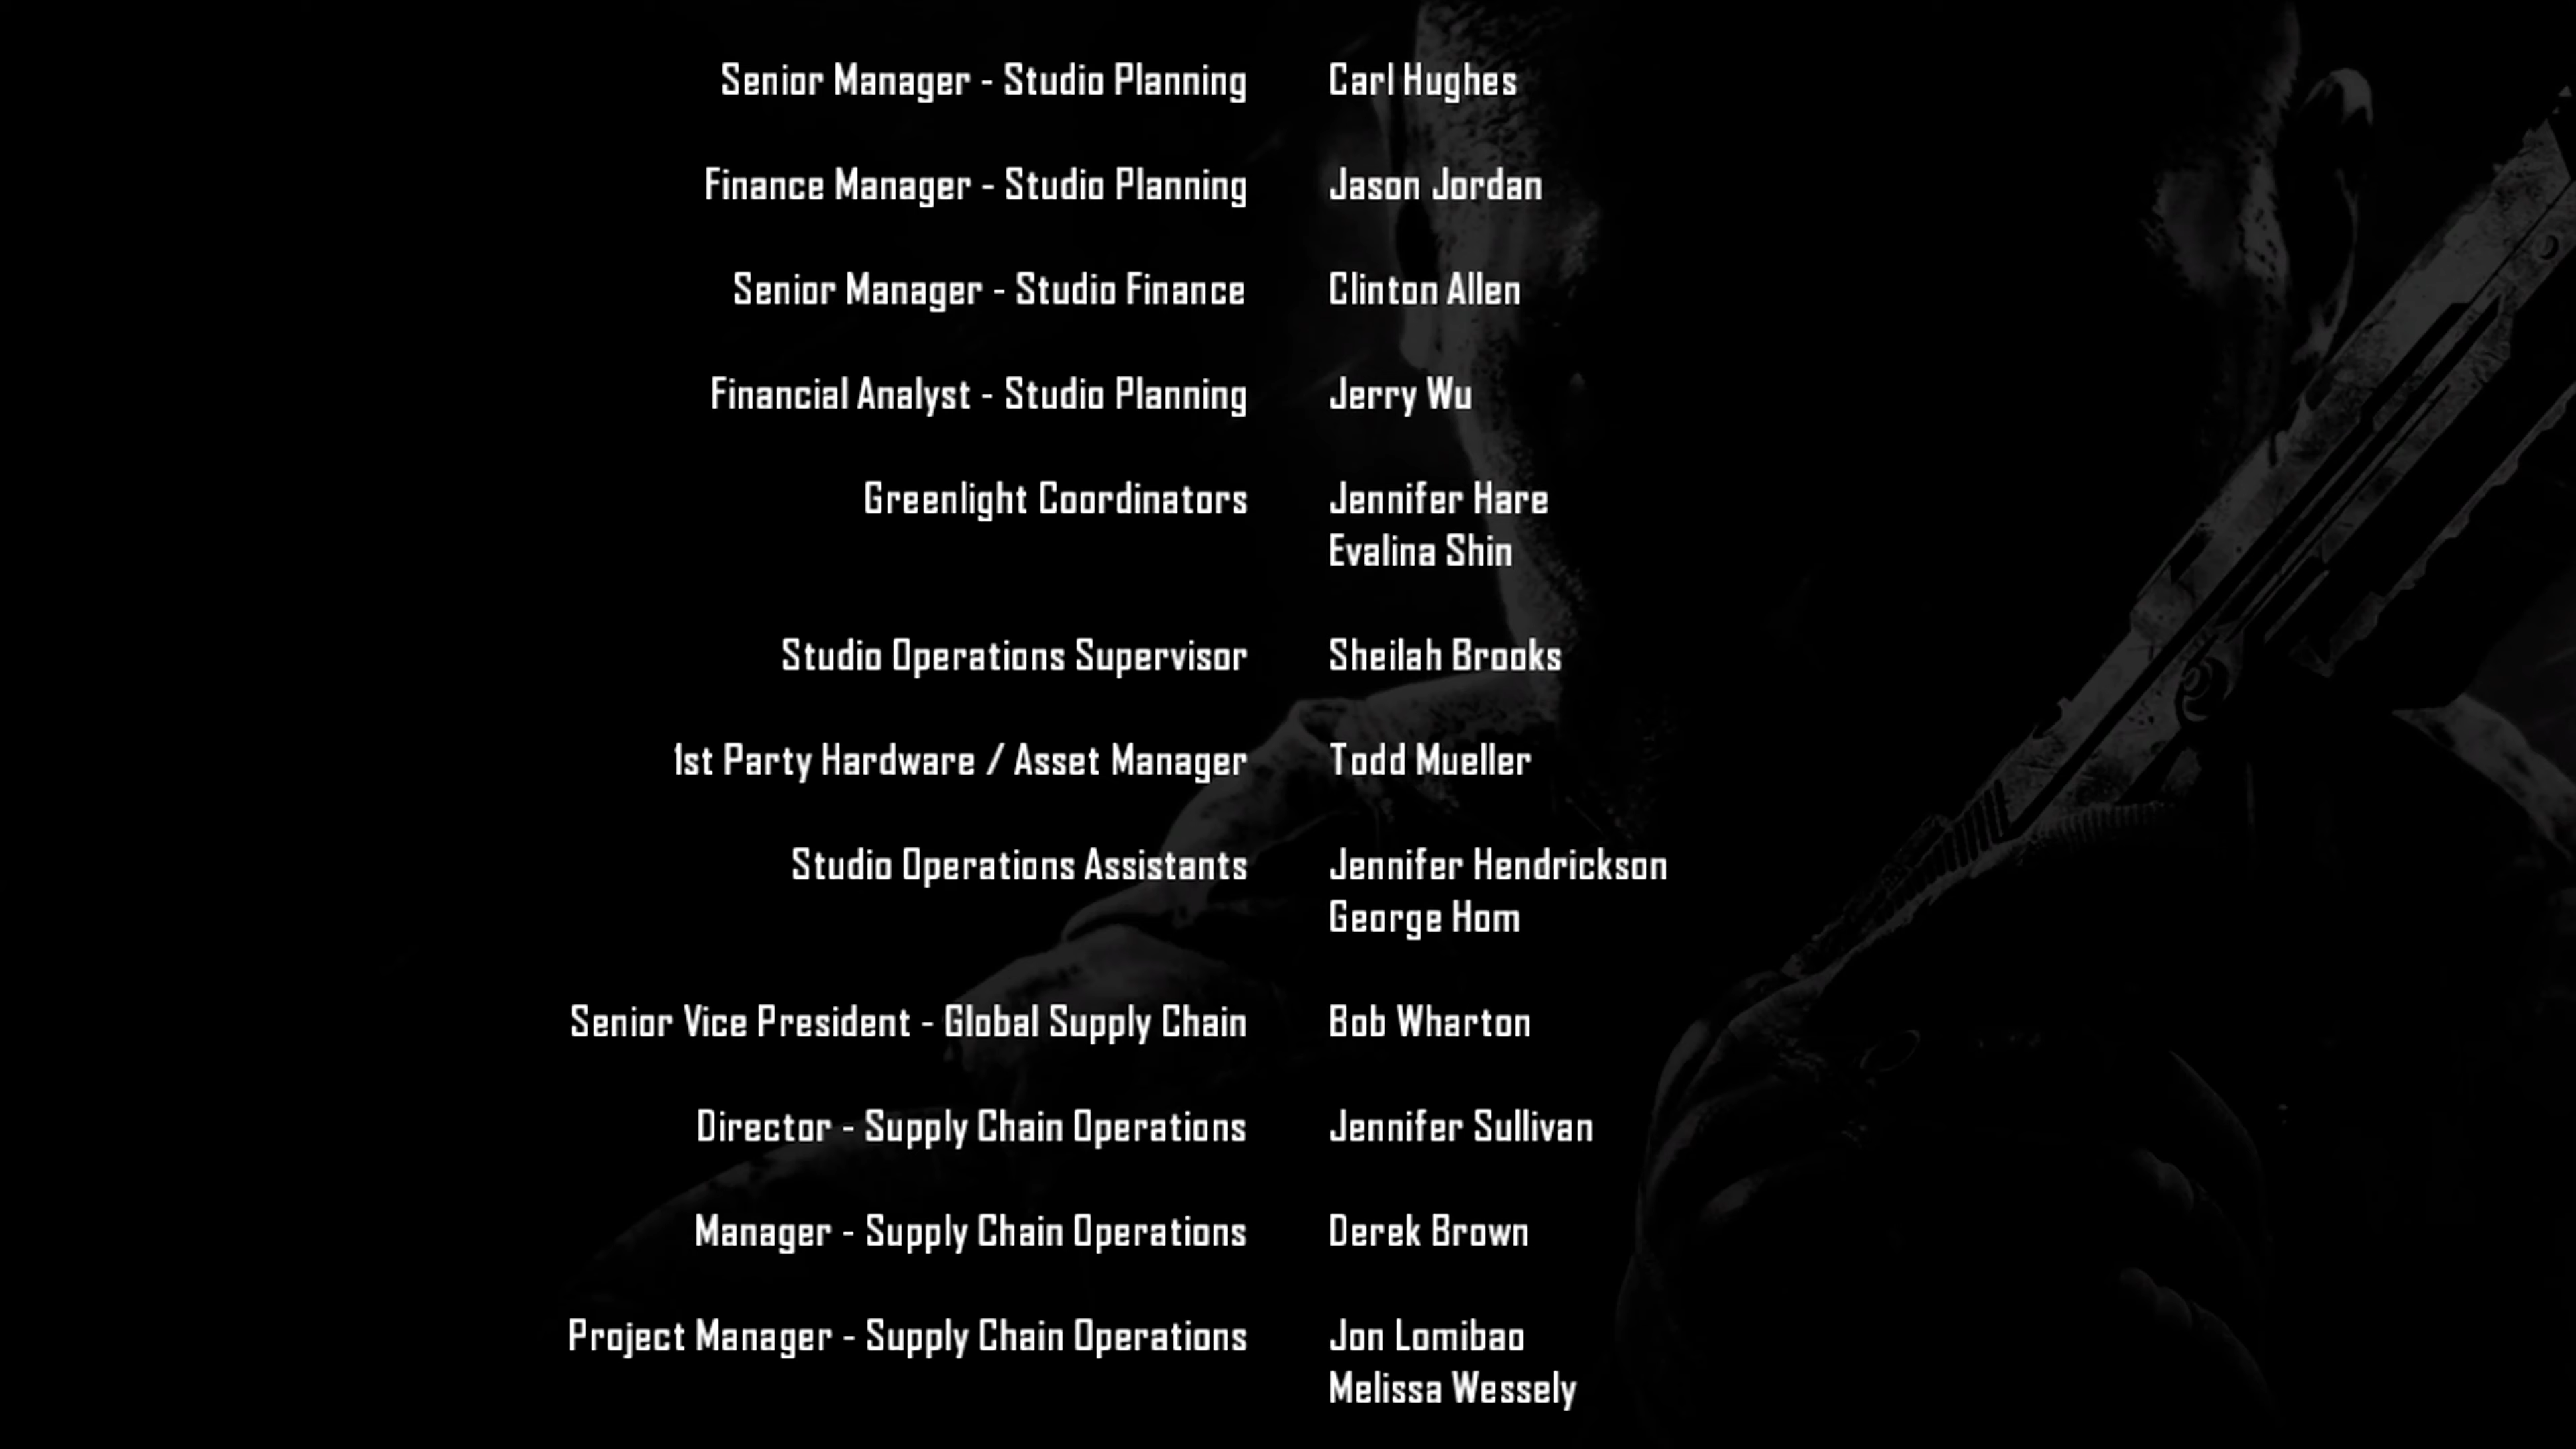 Senior Manager - Studio Planning Carl Hughes
Finance Manager - Studio Planning Jason Jordan
Senior Manager - Studio Finance Clinton Allen
Financial Analyst - Studio Planning Jerry Wu
Greenlight Coordinators Jennifer Hare
Evalina Shin
Studio Operations Supervisor Sheilah Brooks
1st Party Hardware / Asset Manager Todd Mueller
Studio Operations Assistants Jennifer Hendrickson
George Hom
Senior Vice President - Global Supply Chain Bob Wharton
Director - Supply Chain Operations Jennifer Sullivan
Manager - Supply Chain Operations Derek Brown
Project Manager - Supply Chain Operations Jon Lomibao
Melissa Wessely